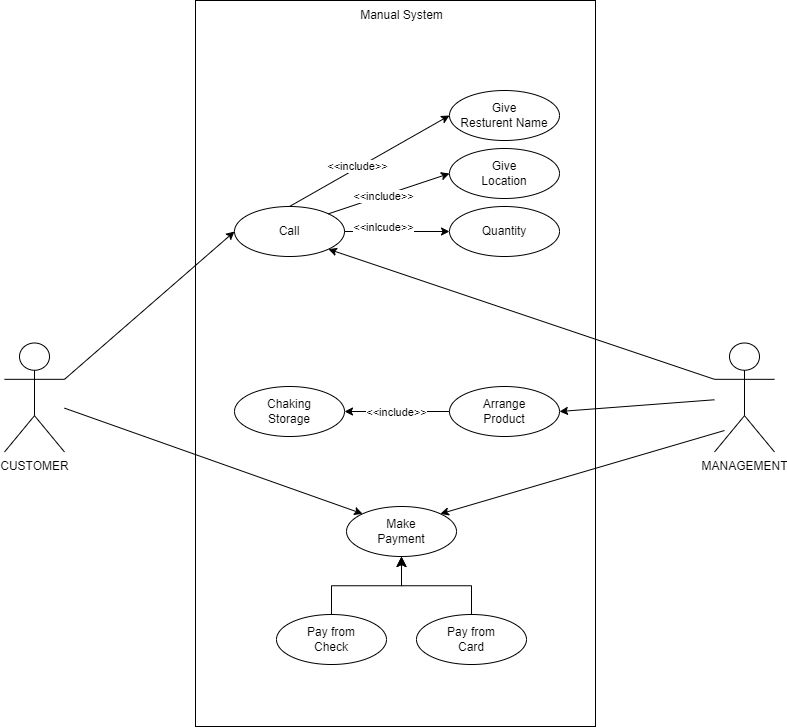 Manual System
Give
Resturent Name
<<include>>
Give
Location
<<include>>
Call
<<inlcude>>
Quantity
Chaking
Storage
<<include>>
Arrange
Product
CUSTOMER
MANAGEMENT
Make
Payment
Pay from
Check
Pay from
Card